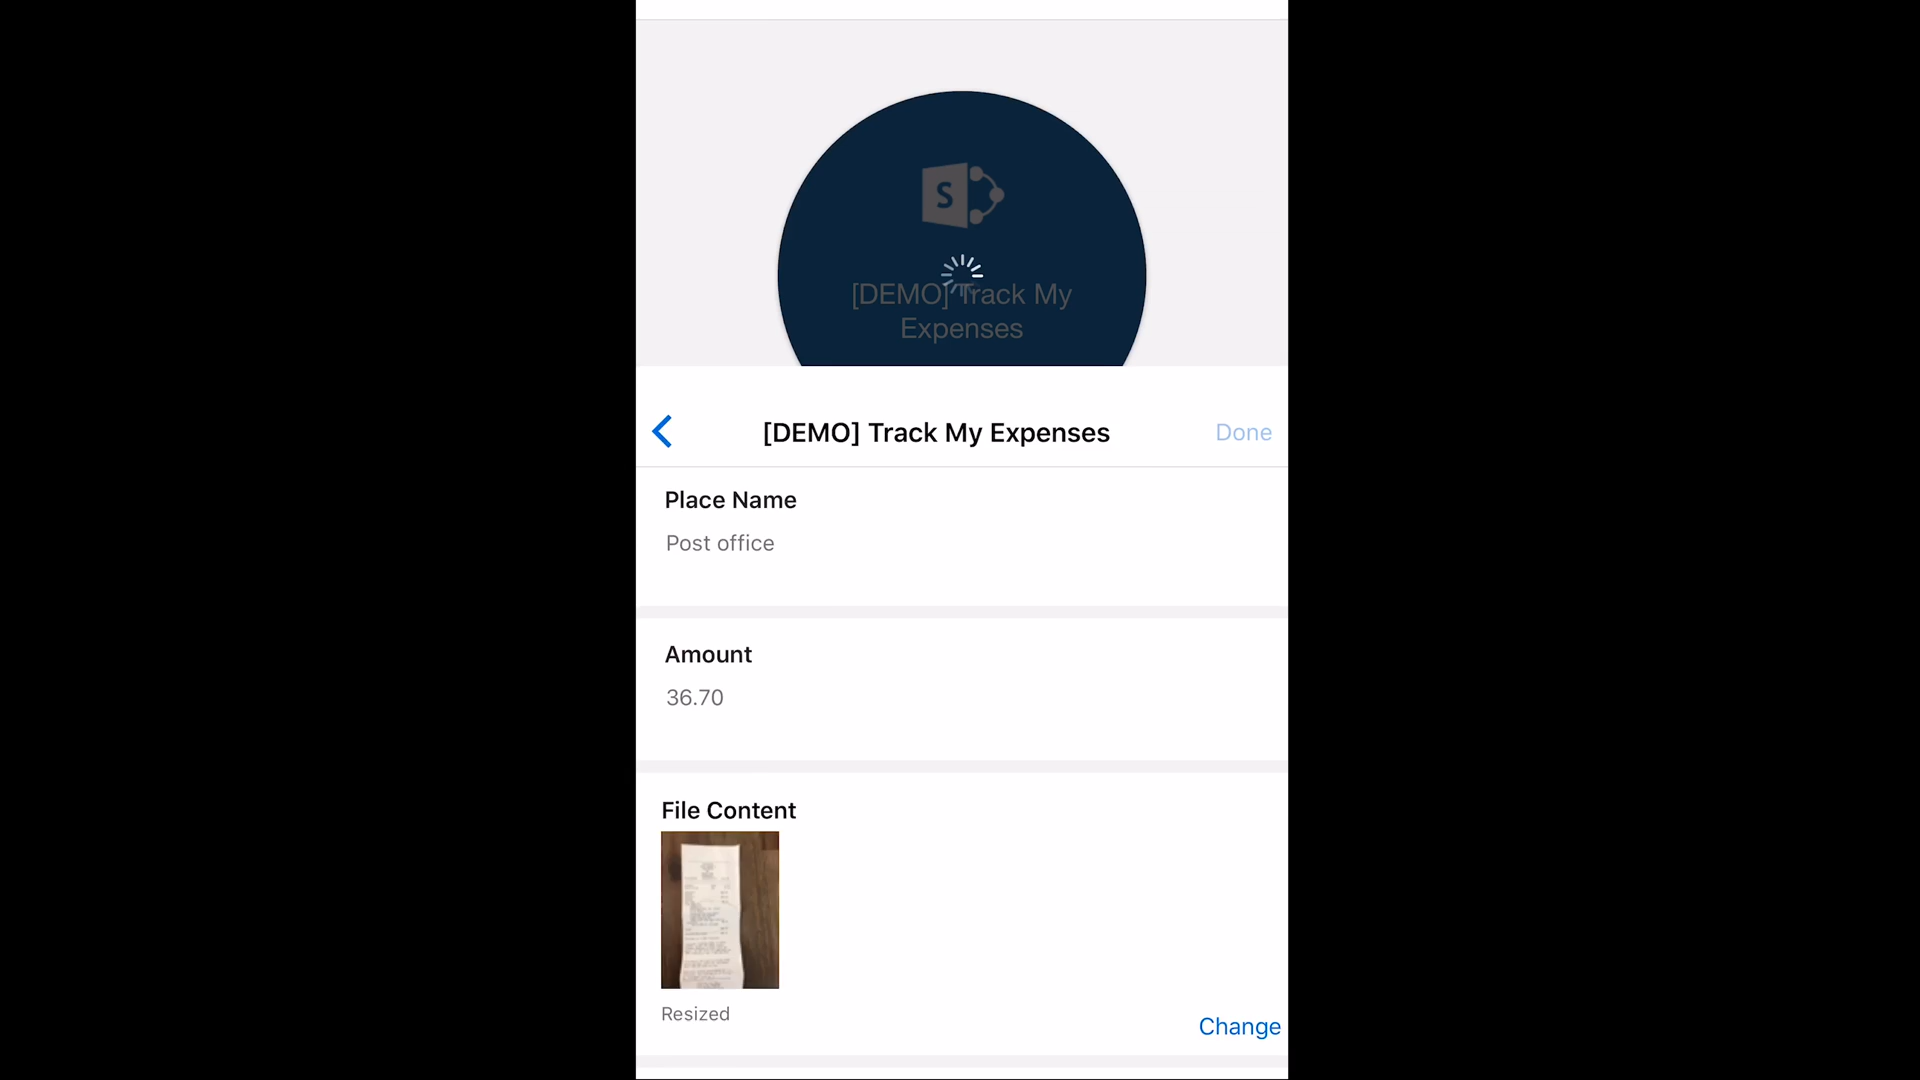 S
[DEMO] Track My
Expenses
[DEMO] Track My Expenses
Done
Place Name
Post office
Amount
36.70
File Content
Resized
Change